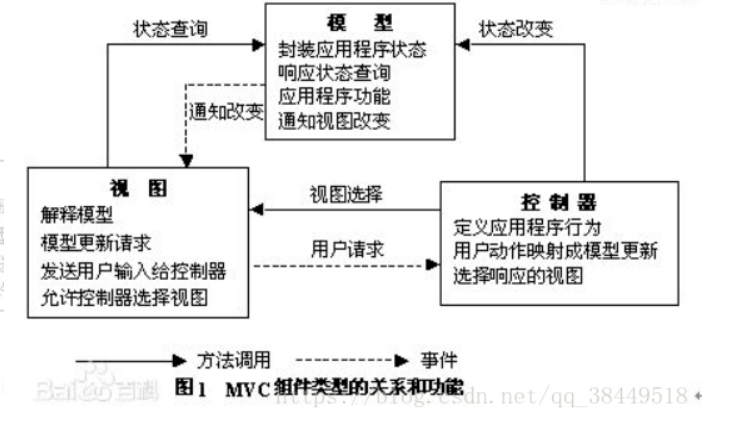 状态查询
模 型
状态改变
封装应用程序状态
响应状态查询
应用程序功能
通知视图改变
通知改变
视 图
解释模型
模型更新请求
发送用户输入给控制器
允许控制器选择视图
视图选择
用户请求
控 制 器
定义应用程序行为
用户动作映射成模型更新
选择响应的视图
方法调用
事件
图1 MVC组件类型的关系和功能
Baidu百科
https://blog.csdn.net/qq_38449518